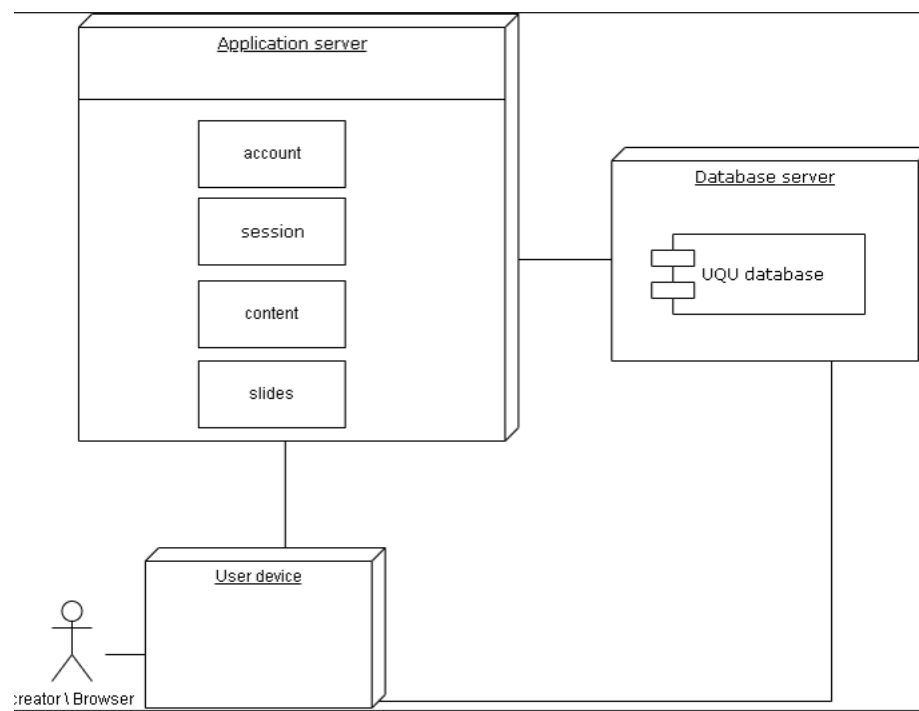 Application server
account
session
content
slides
Database server
UQU database
User device
creator \ Browser